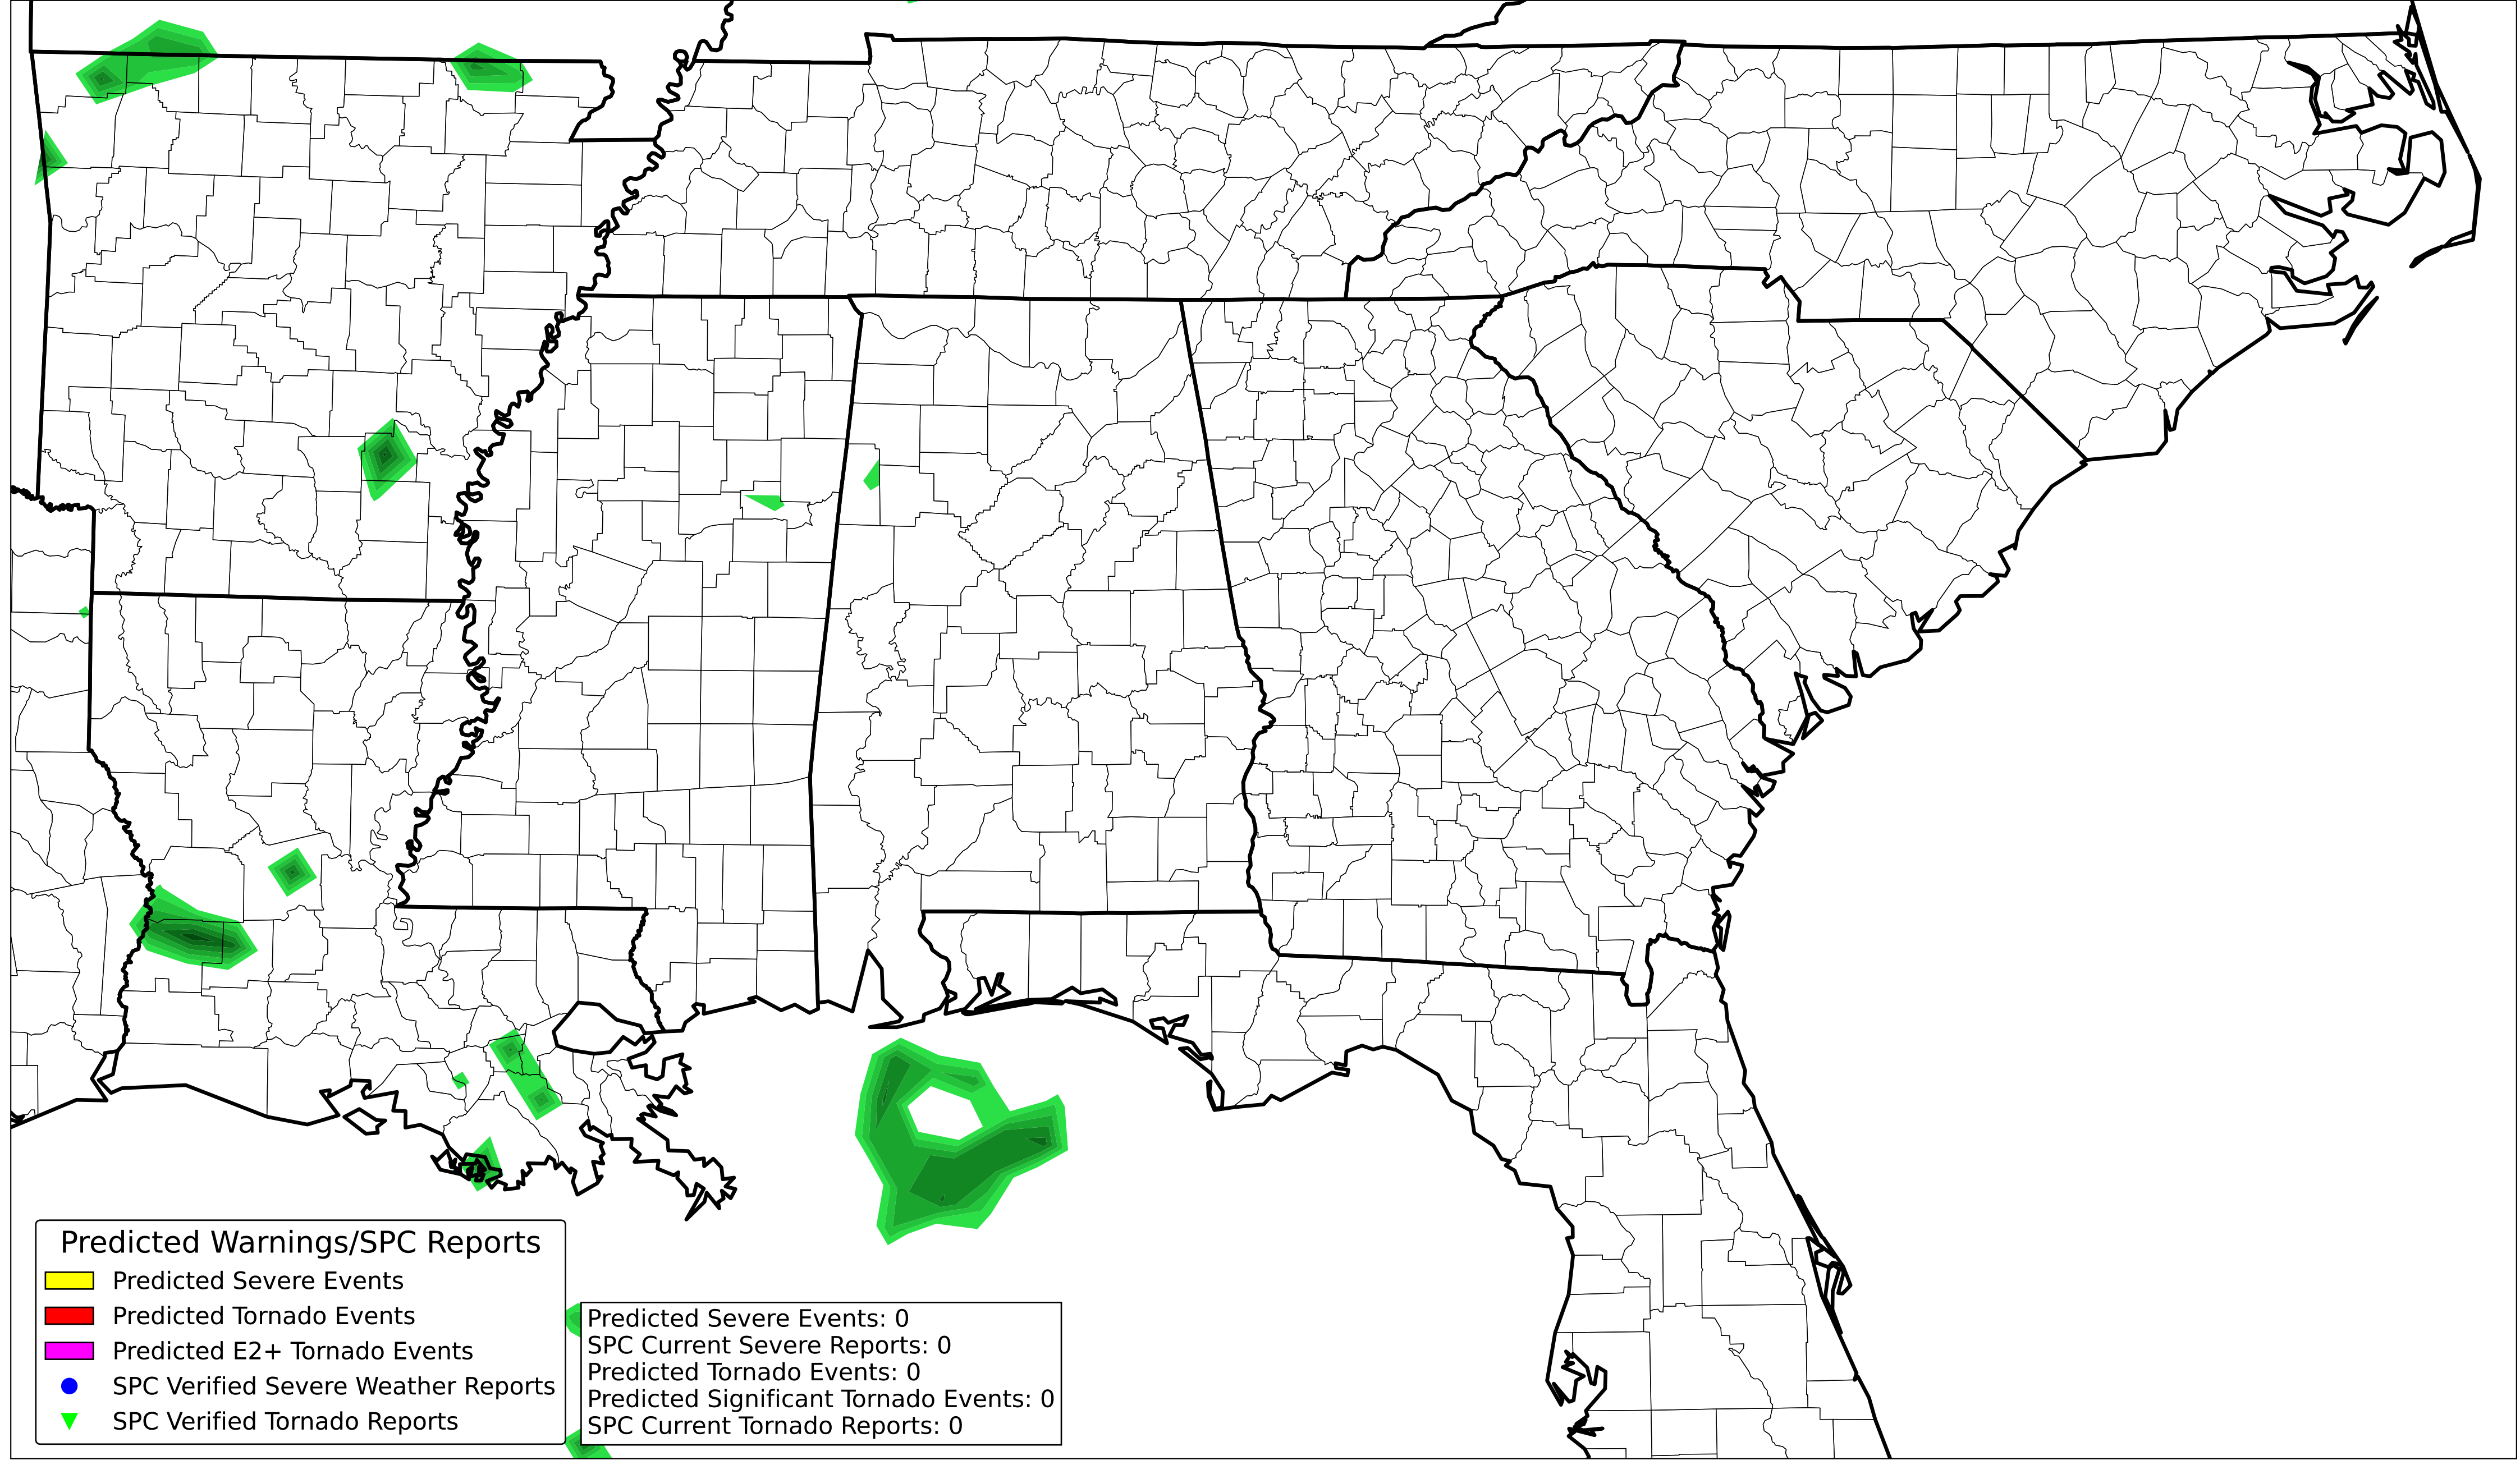 Predicted Warnings/SPC Reports
Predicted Severe Events
Predicted Tornado Events
Predicted E2+ Tornado Events
SPC Verified Severe Weather Reports
SPC Verified Tornado Reports
Predicted Severe Events: 0
SPC Current Severe Reports: 0
Predicted Tornado Events: 0
Predicted Significant Tornado Events: 0
SPC Current Tornado Reports: 0